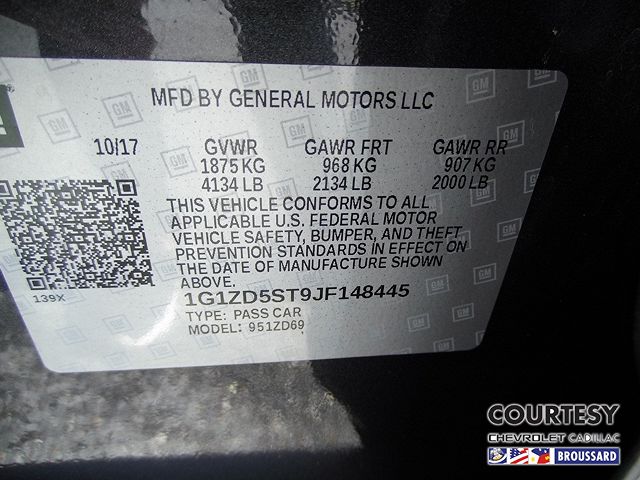 MFD BY GENERAL MOTORS LLC
10/17 GVWR GAWR FRT GAWR RR
1875 KG 968 KG 907 KG
4134 LB 2134 LB 2000 LB
THIS VEHICLE CONFORMS TO ALL
APPLICABLE U.S. FEDERAL MOTOR
VEHICLE SAFETY, BUMPER, AND THEFT
PREVENTION STANDARDS IN EFFECT ON
THE DATE OF MANUFACTURE SHOWN
ABOVE.
139X
1G1ZD5ST9JF148445
TYPE: PASS CAR
MODEL: 951ZD69
COURTESY
CHEVROLET CADILLAC
BROUSSARD